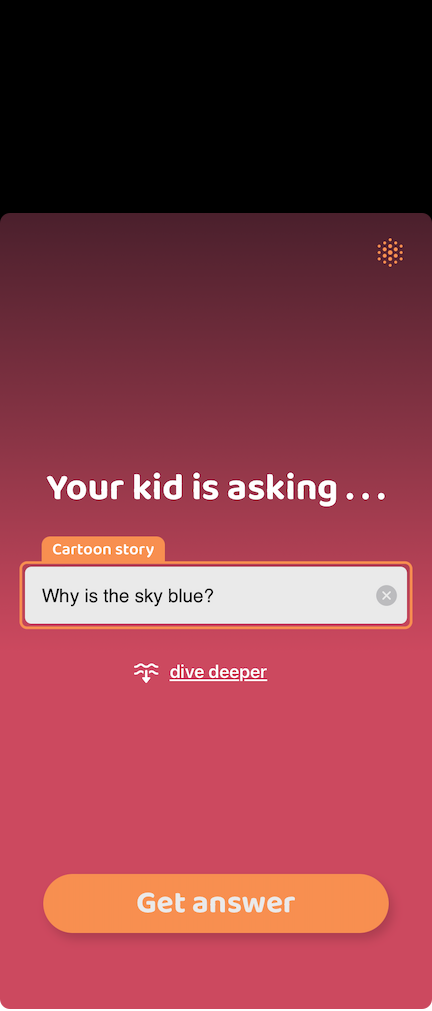 Your kid is asking . . .
Cartoon story
Why is the sky blue?
dive deeper
Get answer